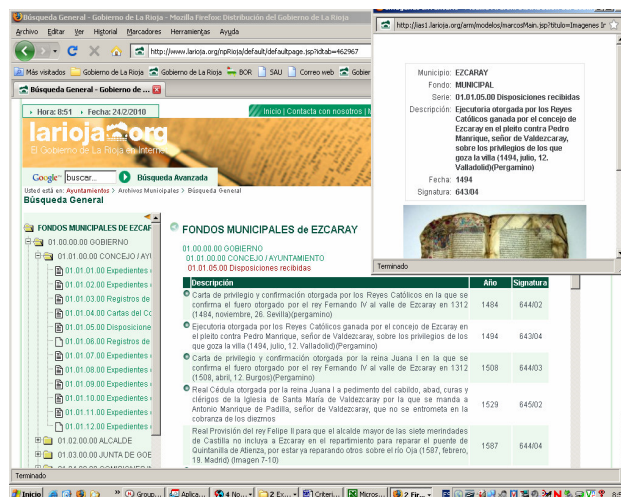 Búsqueda General - Gobierno de La Rioja - Mozilla Firefox: Distribución del Gobierno de La Rioja
Archivo Editar Ver Historial Marcadores Herramientas Ayuda
http://www.larioja.org/npRioja/default/defaultpage.jsp?idtab=462967
Más visitados Gobierno de La Rioja Gobierno de La Rioja BOR SAU Correo web Gobier
Búsqueda General - Gobierno de ...
Hora: 8:51 Fecha: 24/2/2010 Inicio | Contacta con nosotros |
larioja.org
El Gobierno de La Rioja en Internet
Google buscar... Búsqueda Avanzada
Usted está en: Ayuntamientos > Archivos Municipales > Búsqueda General
Búsqueda General
FONDOS MUNICIPALES DE EZCAR
01.00.00.00 GOBIERNO
01.01.00.00 CONCEJO / AYU
01.01.01.00 Expedientes
01.01.02.00 Expedientes
01.01.03.00 Registros de
01.01.04.00 Cartas del Co
01.01.05.00 Disposicione
01.01.06.00 Registros de
01.01.07.00 Expedientes
01.01.08.00 Expedientes
01.01.09.00 Expedientes
01.01.10.00 Expedientes
01.01.11.00 Expedientes
01.01.12.00 Expedientes
01.02.00.00 ALCALDE
01.03.00.00 JUNTA DE GOB
FONDOS MUNICIPALES de EZCARAY
01.00.00.00 GOBIERNO
01.01.00.00 CONCEJO / AYUNTAMIENTO
01.01.05.00 Disposiciones recibidas
Descripción Año Signatura
Carta de privilegio y confirmación otorgada por los Reyes Católicos en la que se
confirma el fuero otorgado por el rey Fernando IV al valle de Ezcaray en 1312 1484 644/02
(1484, noviembre, 26. Sevilla)(pergamino)
Ejecutoria otorgada por los Reyes Católicos ganada por el concejo de Ezcaray en
el pleito contra Pedro Manrique, señor de Valdezcaray, sobre los privilegios de los 1494 643/04
que goza la villa (1494, julio, 12. Valladolid)(Pergamino)
Carta de privilegio y confirmación otorgada por la reina Juana I en la que se
confirma el fuero otorgado por el rey Fernando IV al valle de Ezcaray en 1312 1508 644/03
(1508, abril, 12. Burgos)(Pergamino)
Real Cédula otorgada por la reina Juana I a pedimento del cabildo, abad, curas y
clérigos de la Iglesia de Santa María de Valdezcaray por la que se manda a 1529 645/02
Antonio Manrique de Padilla, señor de Valdezcaray, que no se entrometa en la
cobranza de los diezmos
Real Provisión del rey Felipe II para que el alcalde mayor de las siete merindades
de Castilla no incluya a Ezcaray en el repartimiento para reparar el puente de 1587 644/04
Quintanilla de Atienza, por estar ya reparando otros sobre el río Oja (1587, febrero,
19. Madrid) (Imagen 7-10)
Terminado
http://ias1.larioja.org/arm/modelos/marcosMain.jsp?titulo=Imagenes
Municipio: EZCARAY
Fondo: MUNICIPAL
Serie: 01.01.05.00 Disposiciones recibidas
Descripción: Ejecutoria otorgada por los Reyes
Católicos ganada por el concejo de
Ezcaray en el pleito contra Pedro
Manrique, señor de Valdezcaray,
sobre los privilegios de los que
goza la villa (1494, julio, 12.
Valladolid)(Pergamino)
Fecha: 1494
Signatura: 643/04
Terminado
Inicio Group... Aplica... 4 No... 2 Ex... Criteri... Micros... 2 Fir...